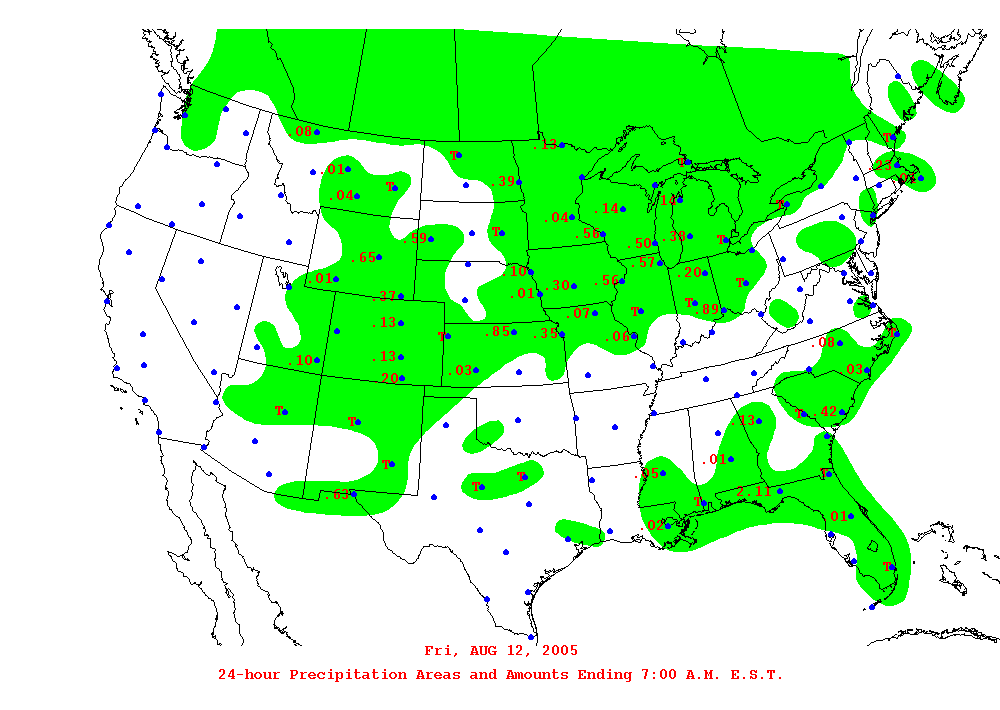 .13
.08
T
T
.23
.01
.01
T
.39
.04
T
.14
.14
T
.04
.59
T
.56
.50
.38
T
.65
.57
.10
.20
.01
.30
.56
T
.01
.37
T
.89
.07
.13
T
.85
.35
.06
T
.08
.13
.10
.03
.03
.20
T
T
.42
T
.13
T
.01
.05
T
T
T
2.11
.63
T
.02
.01
T
Fri, AUG 12, 2005
24-hour Precipitation Areas and Amounts Ending 7:00 A.M. E.S.T.